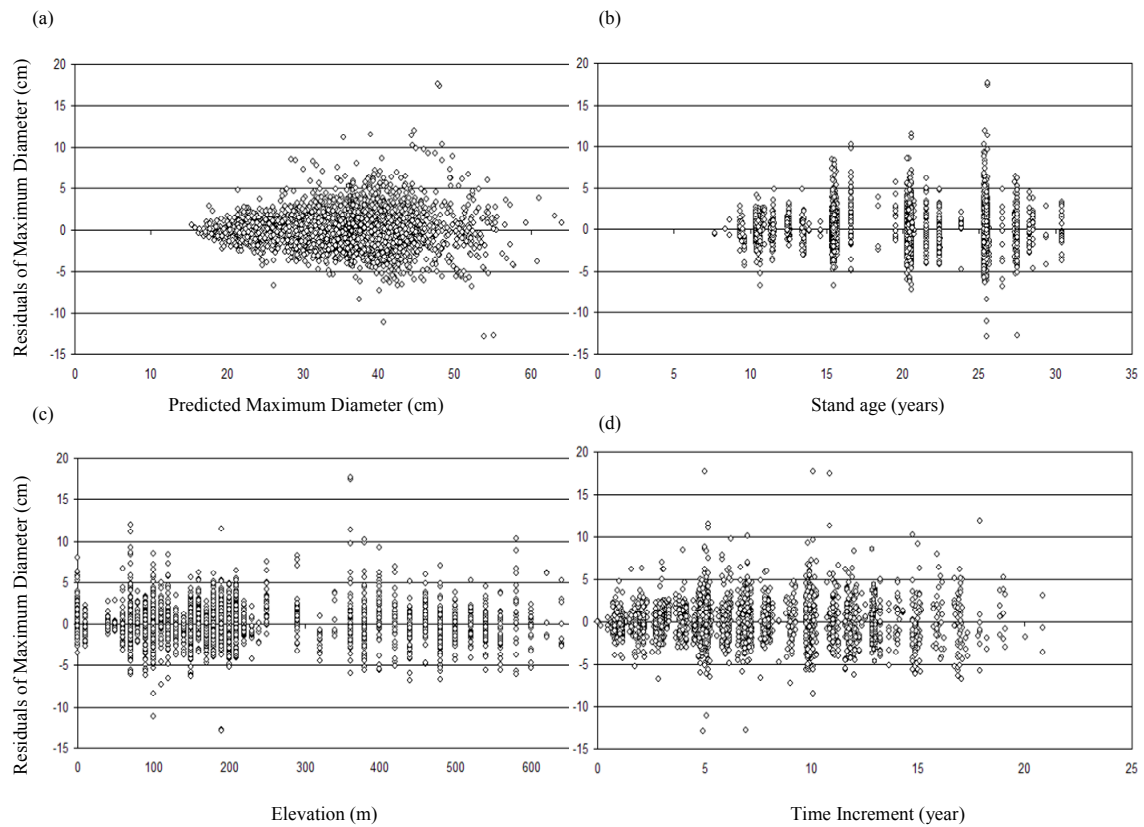 (a)
(b)
Residuals of Maximum Diameter (cm)
20
15
10
5
0
-5
-10
-15
0 10 20 30 40 50 60
Predicted Maximum Diameter (cm)
20
15
10
5
0
-5
-10
-15
0 5 10 15 20 25 30 35
Stand age (years)
(c)
(d)
Residuals of Maximum Diameter (cm)
20
15
10
5
0
-5
-10
-15
0 100 200 300 400 500 600
Elevation (m)
20
15
10
5
0
-5
-10
-15
0 5 10 15 20 25
Time Increment (year)